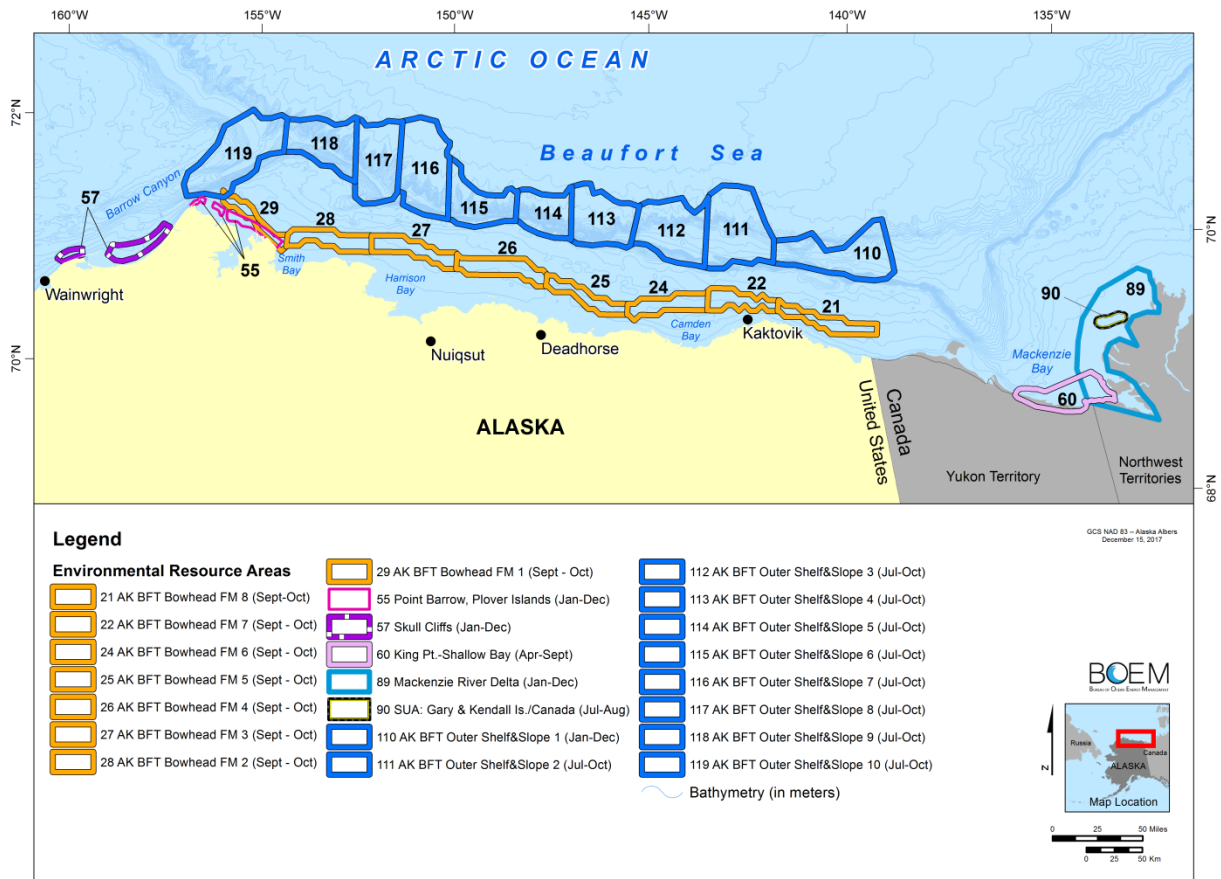 160°W 155°W 150°W 145°W 140°W 135°W
ARCTIC OCEAN
72°N
Beaufort Sea
Barrow Canyon
119
118
117
116
115
114
113
112
111
110
57
29
28
27
26
25
24
22
21
55
70°N
70°N
68°N
90
89
60
Smith
Bay
Harrison
Bay
Camden
Bay
Mackenzie
Bay
Wainwright
Nuiqsut
Deadhorse
Kaktovik
ALASKA
United States
Canada
Yukon Territory
Northwest
Territories
Legend
Environmental Resource Areas
21 AK BFT Bowhead FM 8 (Sept-Oct)
22 AK BFT Bowhead FM 7 (Sept - Oct)
24 AK BFT Bowhead FM 6 (Sept - Oct)
25 AK BFT Bowhead FM 5 (Sept - Oct)
26 AK BFT Bowhead FM 4 (Sept - Oct)
27 AK BFT Bowhead FM 3 (Sept - Oct)
28 AK BFT Bowhead FM 2 (Sept - Oct)
29 AK BFT Bowhead FM 1 (Sept - Oct)
55 Point Barrow, Plover Islands (Jan-Dec)
57 Skull Cliffs (Jan-Dec)
60 King Pt.-Shallow Bay (Apr-Sept)
89 Mackenzie River Delta (Jan-Dec)
90 SUA: Gary & Kendall Is./Canada (Jul-Aug)
110 AK BFT Outer Shelf&Slope 1 (Jan-Dec)
111 AK BFT Outer Shelf&Slope 2 (Jul-Oct)
112 AK BFT Outer Shelf&Slope 3 (Jul-Oct)
113 AK BFT Outer Shelf&Slope 4 (Jul-Oct)
114 AK BFT Outer Shelf&Slope 5 (Jul-Oct)
115 AK BFT Outer Shelf&Slope 6 (Jul-Oct)
116 AK BFT Outer Shelf&Slope 7 (Jul-Oct)
117 AK BFT Outer Shelf&Slope 8 (Jul-Oct)
118 AK BFT Outer Shelf&Slope 9 (Jul-Oct)
119 AK BFT Outer Shelf&Slope 10 (Jul-Oct)
Bathymetry (in meters)
GCS NAD 83 – Alaska Albers
December 15, 2017
BOEM
BUREAU OF OCEAN ENERGY MANAGEMENT
N
Russia
Canada
ALASKA
Map Location
0 25 50 Miles
0 25 50 Km